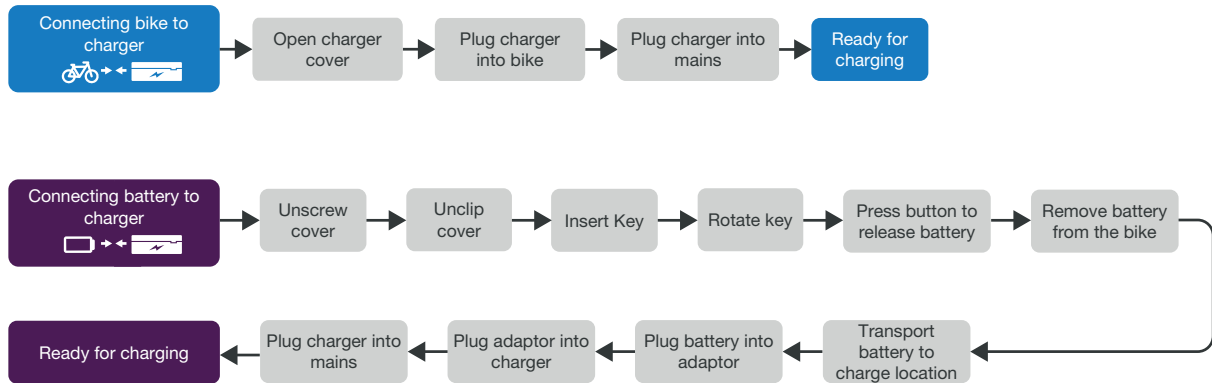 Connecting bike to
charger
Open charger
cover
Plug charger
into bike
Plug charger into
mains
Ready for
charging
Connecting battery to
charger
Unscrew
cover
Unclip
cover
Insert Key
Rotate key
Press button to
release battery
Remove battery
from the bike
Transport
battery to
charge location
Plug battery into
adaptor
Plug adaptor into
charger
Plug charger into
mains
Ready for charging